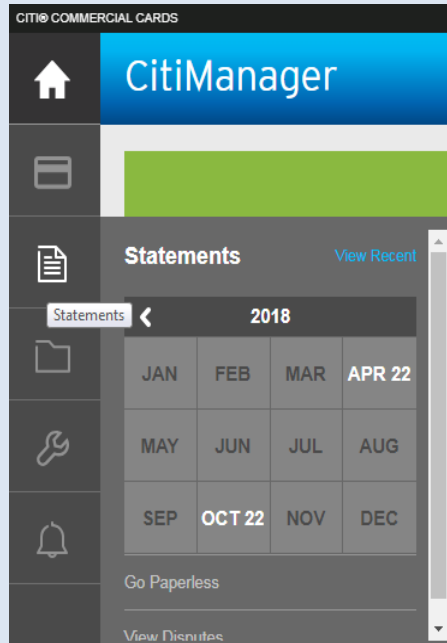 CITI® COMMERCIAL CARDS
CitiManager
Statements View Recent
Statements
2018
JAN FEB MAR APR 22
MAY JUN JUL AUG
SEP OCT 22 NOV DEC
Go Paperless
View Disputes